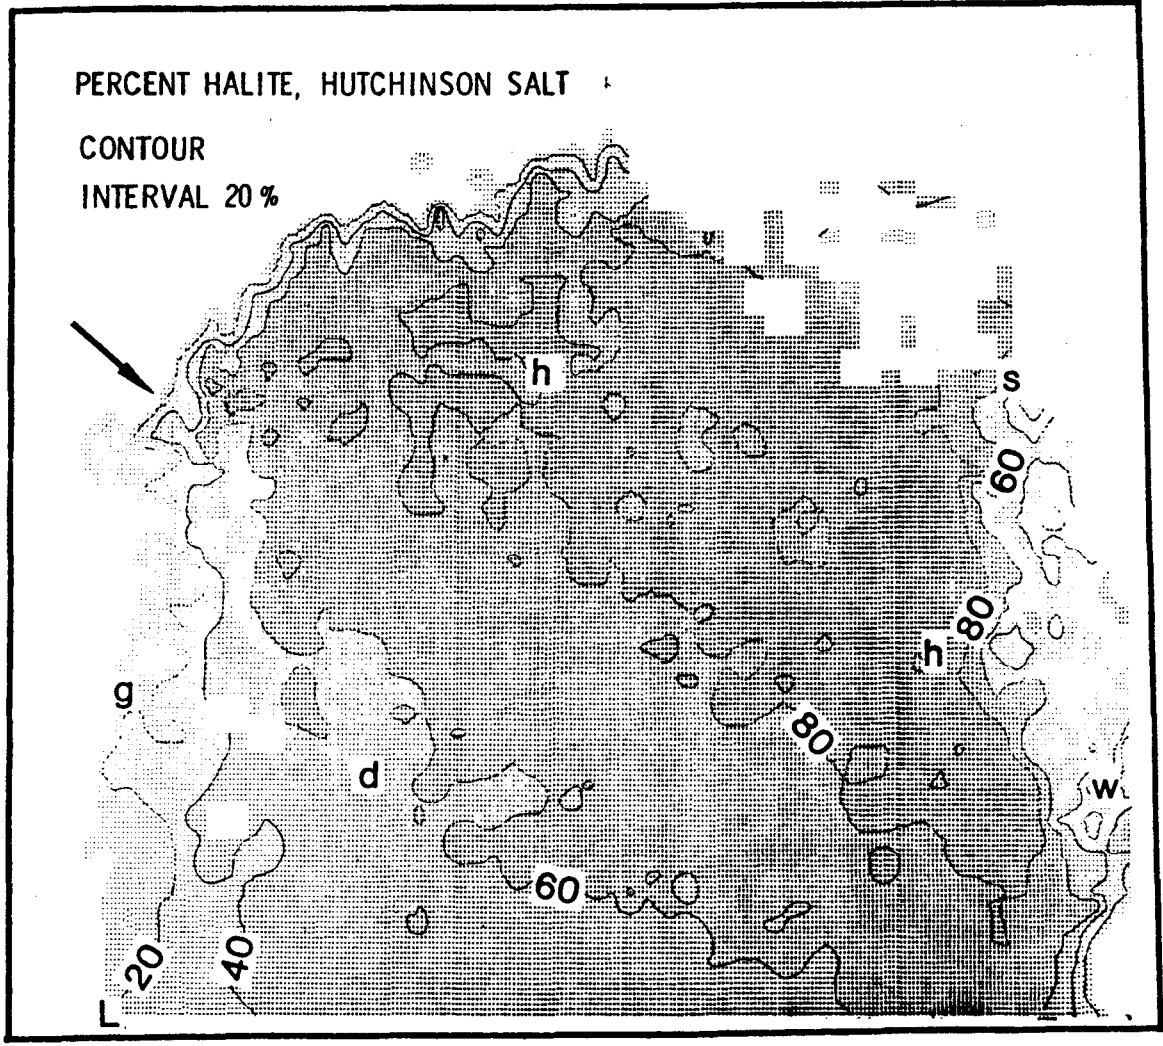 PERCENT HALITE, HUTCHINSON SALT
CONTOUR
INTERVAL 20 %
h
s
60
80
h
g
80
d
w
60
20
40
L